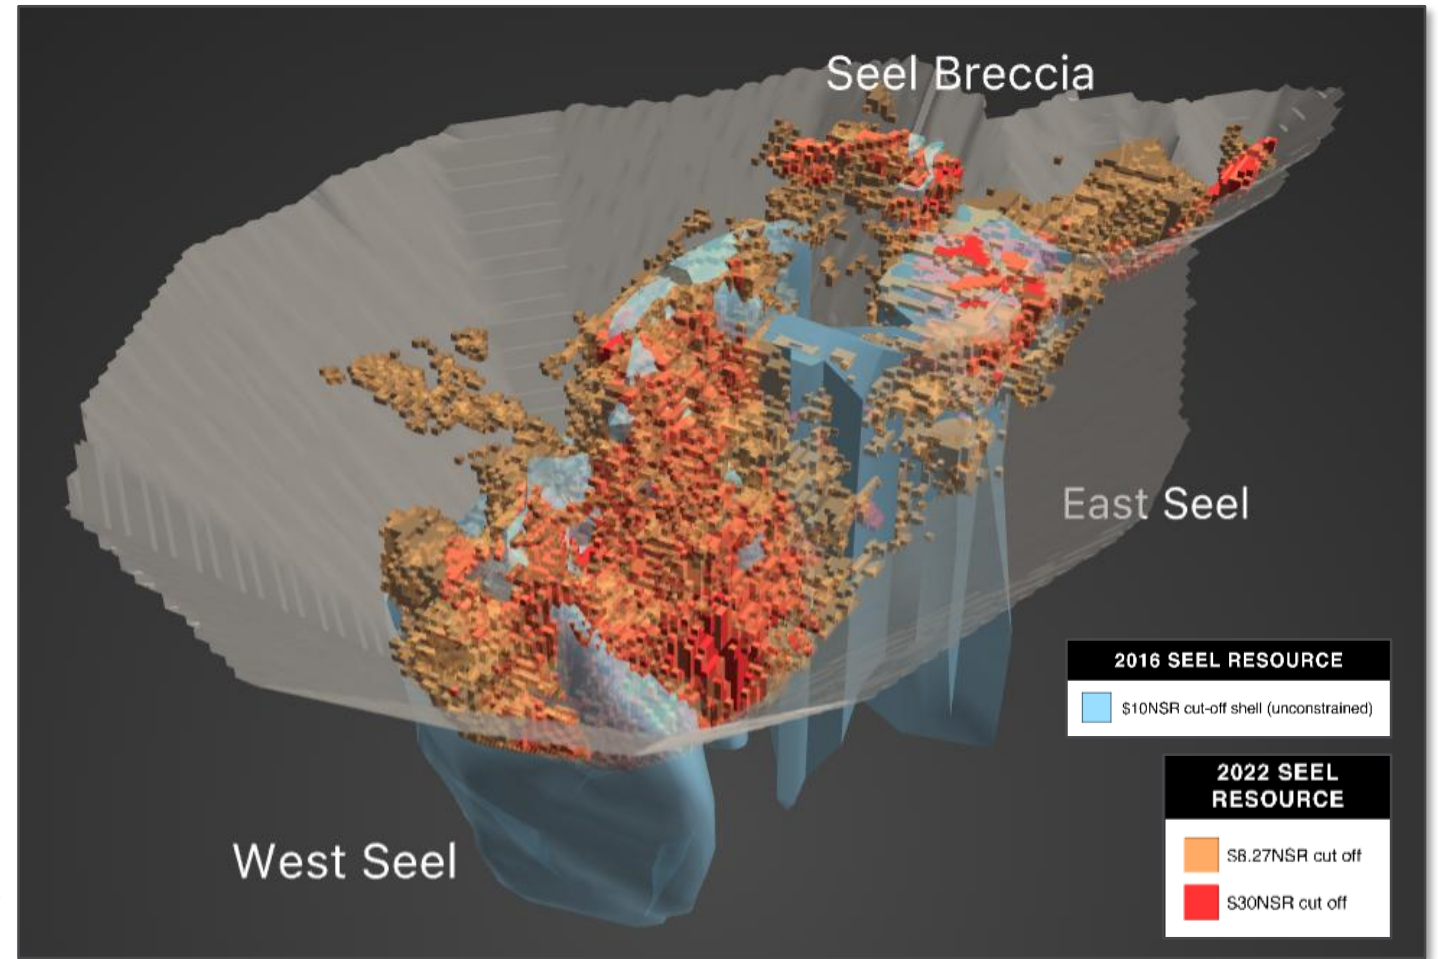 Seel Breccia
East Seel
2016 SEEL RESOURCE
$10NSR cut-off shell (unconstrained)
2022 SEEL
RESOURCE
$8.27NSR cut off
$30NSR cut off
West Seel